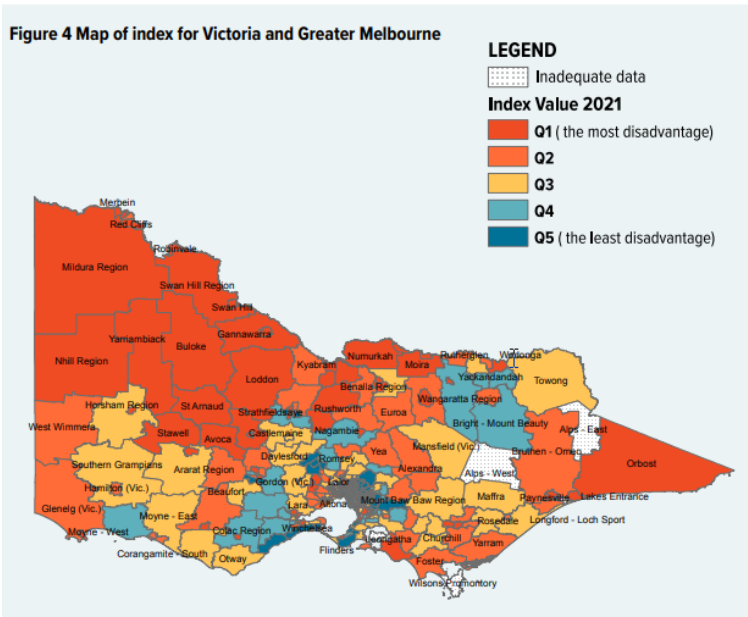 Figure 4 Map of index for Victoria and Greater Melbourne
LEGEND
Inadequate data
Index Value 2021
Q1 ( the most disadvantage)
Q2
Q3
Q4
Q5 ( the least disadvantage)
Merbein
Red Cliffs
Robinvale
Mildura Region
Swan Hill Region
Swan Hill
Gannawarra
Yarriambiack
Buloke
Nhill Region
Kyabram
Numurkah
Moira
Rutherglen
Wodonga
Loddon
Benalla Region
Yackandandah
Towong
Horsham Region
St Arnaud
Strathfieldsaye
Rushworth
Euroa
Wangaratta Region
West Wimmera
Stawell
Avoca
Castlemaine
Nagambie
Bright - Mount Beauty
Alps - East
Southern Grampians
Ararat Region
Daylesford
Romsey
Yea
Mansfield (Vic.)
Bruthen - Omeo
Alexandra
Alps - West
Orbost
Hamilton (Vic.)
Beaufort
Gordon (Vic.)
Lalor
Glenelg (Vic.)
Moyne - East
Lara
Altona
Mount Baw Baw Region
Maffra
Paynesville
Lakes Entrance
Moyne - West
Colac Region
Winchelsea
Rosedale
Longford - Loch Sport
Corangamite - South
Otway
Flinders
Leongatha
Churchill
Yarram
Foster
Wilsons Promontory